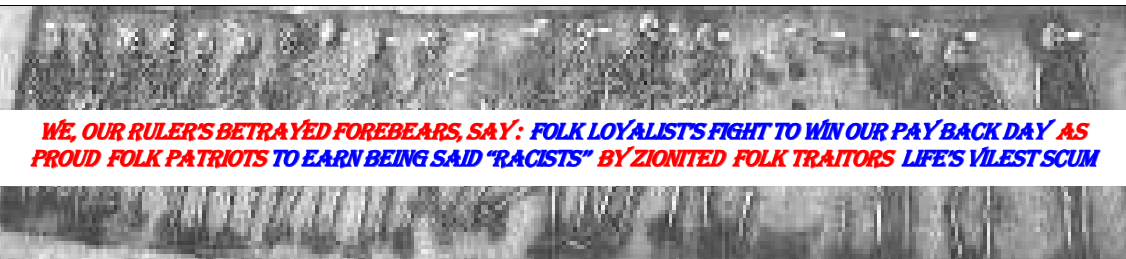 WE, OUR RULER'S BETRAYED FOREBEARS, SAY : FOLK LOYALIST'S FIGHT TO WIN OUR PAY BACK DAY AS
PROUD FOLK PATRIOTS TO EARN BEING SAID "RACISTS" BY ZIONITED FOLK TRAITORS LIFE'S VILEST SCUM